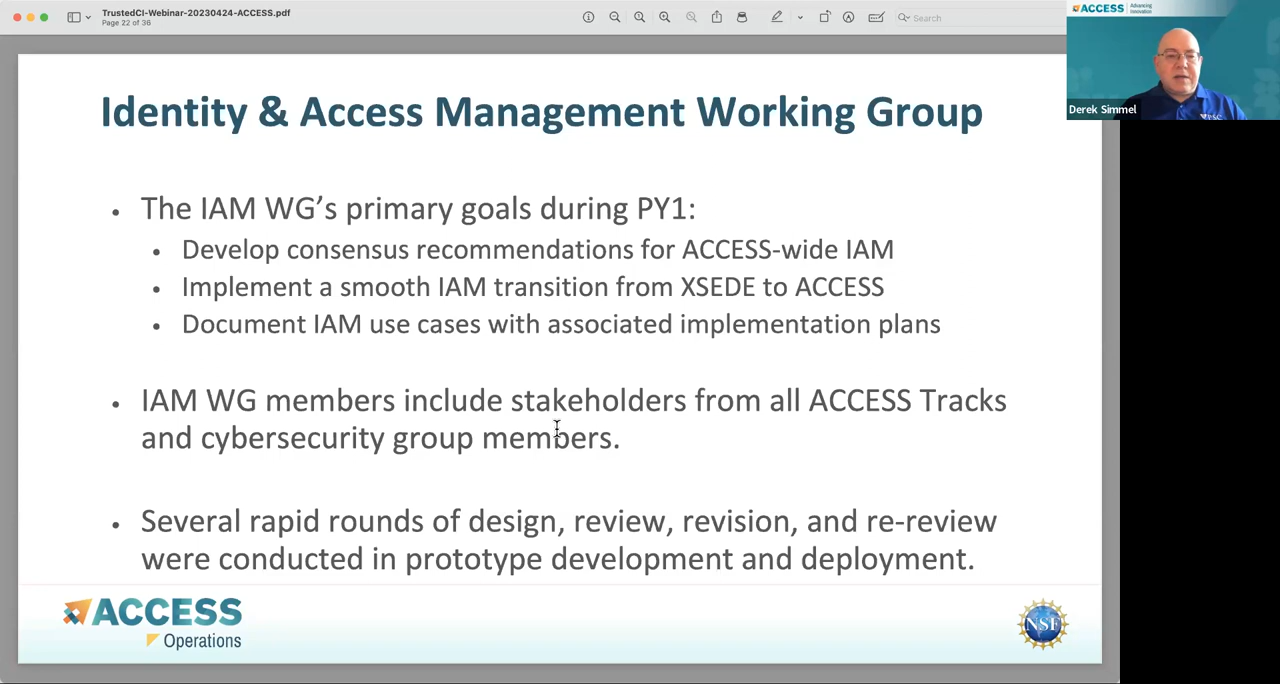 TrustedCI-Webinar-20230424-ACCESS.pdf
Page 22 of 36
Search
ACCESS
Advancing
Innovation
Derek Simmel
PSC
Identity & Access Management Working Group
• The IAM WG’s primary goals during PY1:
• Develop consensus recommendations for ACCESS-wide IAM
• Implement a smooth IAM transition from XSEDE to ACCESS
• Document IAM use cases with associated implementation plans
• IAM WG members include stakeholders from all ACCESS Tracks
and cybersecurity group members.
• Several rapid rounds of design, review, revision, and re-review
were conducted in prototype development and deployment.
ACCESS
Operations
NSF